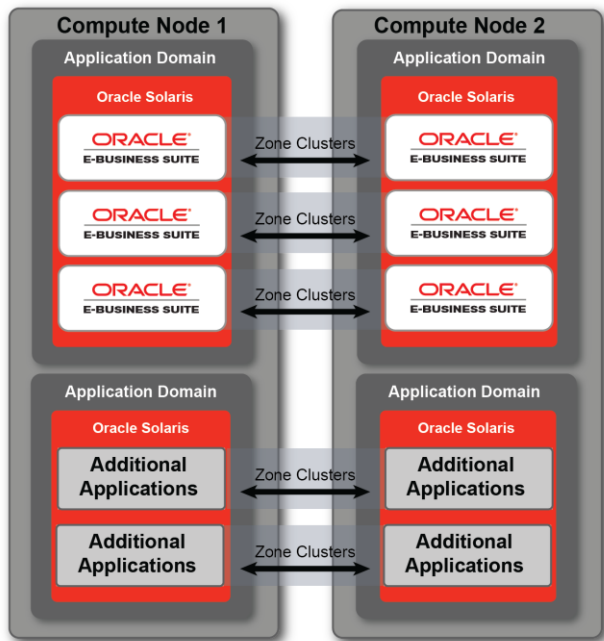 Compute Node 1
Application Domain
Oracle Solaris
ORACLE®
E-BUSINESS SUITE
ORACLE®
E-BUSINESS SUITE
ORACLE®
E-BUSINESS SUITE
Application Domain
Oracle Solaris
Additional
Applications
Additional
Applications
Zone Clusters
Zone Clusters
Zone Clusters
Zone Clusters
Zone Clusters
Compute Node 2
Application Domain
Oracle Solaris
ORACLE®
E-BUSINESS SUITE
ORACLE®
E-BUSINESS SUITE
ORACLE®
E-BUSINESS SUITE
Application Domain
Oracle Solaris
Additional
Applications
Additional
Applications